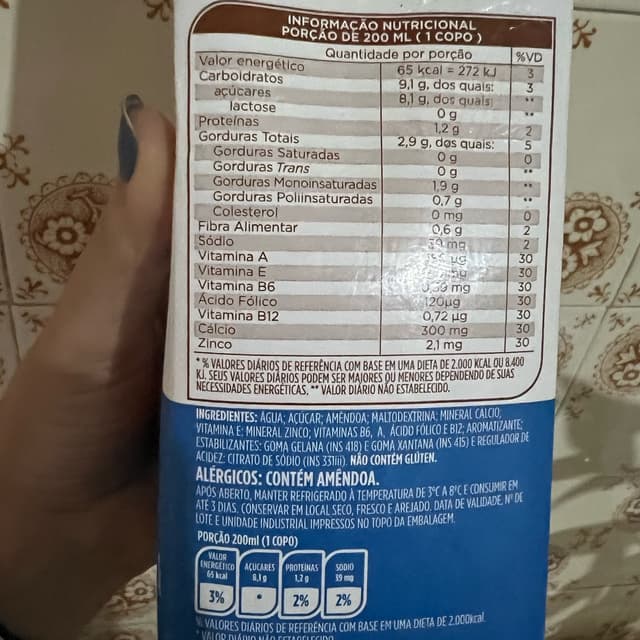 INFORMAÇÃO NUTRICIONAL
PORÇÃO DE 200 ML ( 1 COPO )
Quantidade por porção %VD
Valor energético 65 kcal = 272 kJ 3
Carboidratos 9,1 g, dos quais: 3
açúcares 8,1 g, dos quais: **
lactose 0 g **
Proteínas 1,2 g 2
Gorduras Totais 2,9 g, dos quais: 5
Gorduras Saturadas 0 g 0
Gorduras Trans 0 g **
Gorduras Monoinsaturadas 1,9 g **
Gorduras Poliinsaturadas 0,7 g **
Colesterol 0 mg 0
Fibra Alimentar 0,6 g 2
Sódio 39 mg 2
Vitamina A µg 30
Vitamina E mg 30
Vitamina B6 mg 30
Ácido Fólico 120µg 30
Vitamina B12 0,72 µg 30
Cálcio 300 mg 30
Zinco 2,1 mg 30
* % VALORES DIÁRIOS DE REFERÊNCIA COM BASE EM UMA DIETA DE 2.000 KCAL OU 8.400
KJ. SEUS VALORES DIÁRIOS PODEM SER MAIORES OU MENORES DEPENDENDO DE SUAS
NECESSIDADES ENERGÉTICAS. ** VALOR DIÁRIO NÃO ESTABELECIDO.
INGREDIENTES: ÁGUA; AÇÚCAR; AMÊNDOA; MALTODEXTRINA; MINERAL CÁLCIO;
VITAMINA E; MINERAL ZINCO; VITAMINAS B6, A, ÁCIDO FÓLICO E B12; AROMATIZANTE;
ESTABILIZANTES: GOMA GELANA (INS 418) E GOMA XANTANA (INS 415) E REGULADOR DE
ACIDEZ: CITRATO DE SÓDIO (INS 331iii). NÃO CONTÉM GLÚTEN.
ALÉRGICOS: CONTÉM AMÊNDOA.
APÓS ABERTO, MANTER REFRIGERADO À TEMPERATURA DE 3°C A 8°C E CONSUMIR EM
ATÉ 3 DIAS. CONSERVAR EM LOCAL SECO, FRESCO E AREJADO. DATA DE VALIDADE, Nº DE
LOTE E UNIDADE INDUSTRIAL IMPRESSOS NO TOPO DA EMBALAGEM.
PORÇÃO 200ml (1 COPO)
VALOR
ENERGÉTICO AÇÚCARES PROTEÍNAS SÓDIO
65 kcal 8,1 g 1,2 g 39 mg
3% * 2% 2%
% VALORES DIÁRIOS DE REFERÊNCIA COM BASE EM UMA DIETA DE 2.000kcal.
* VALOR DIÁRIO NÃO ESTABELECIDO